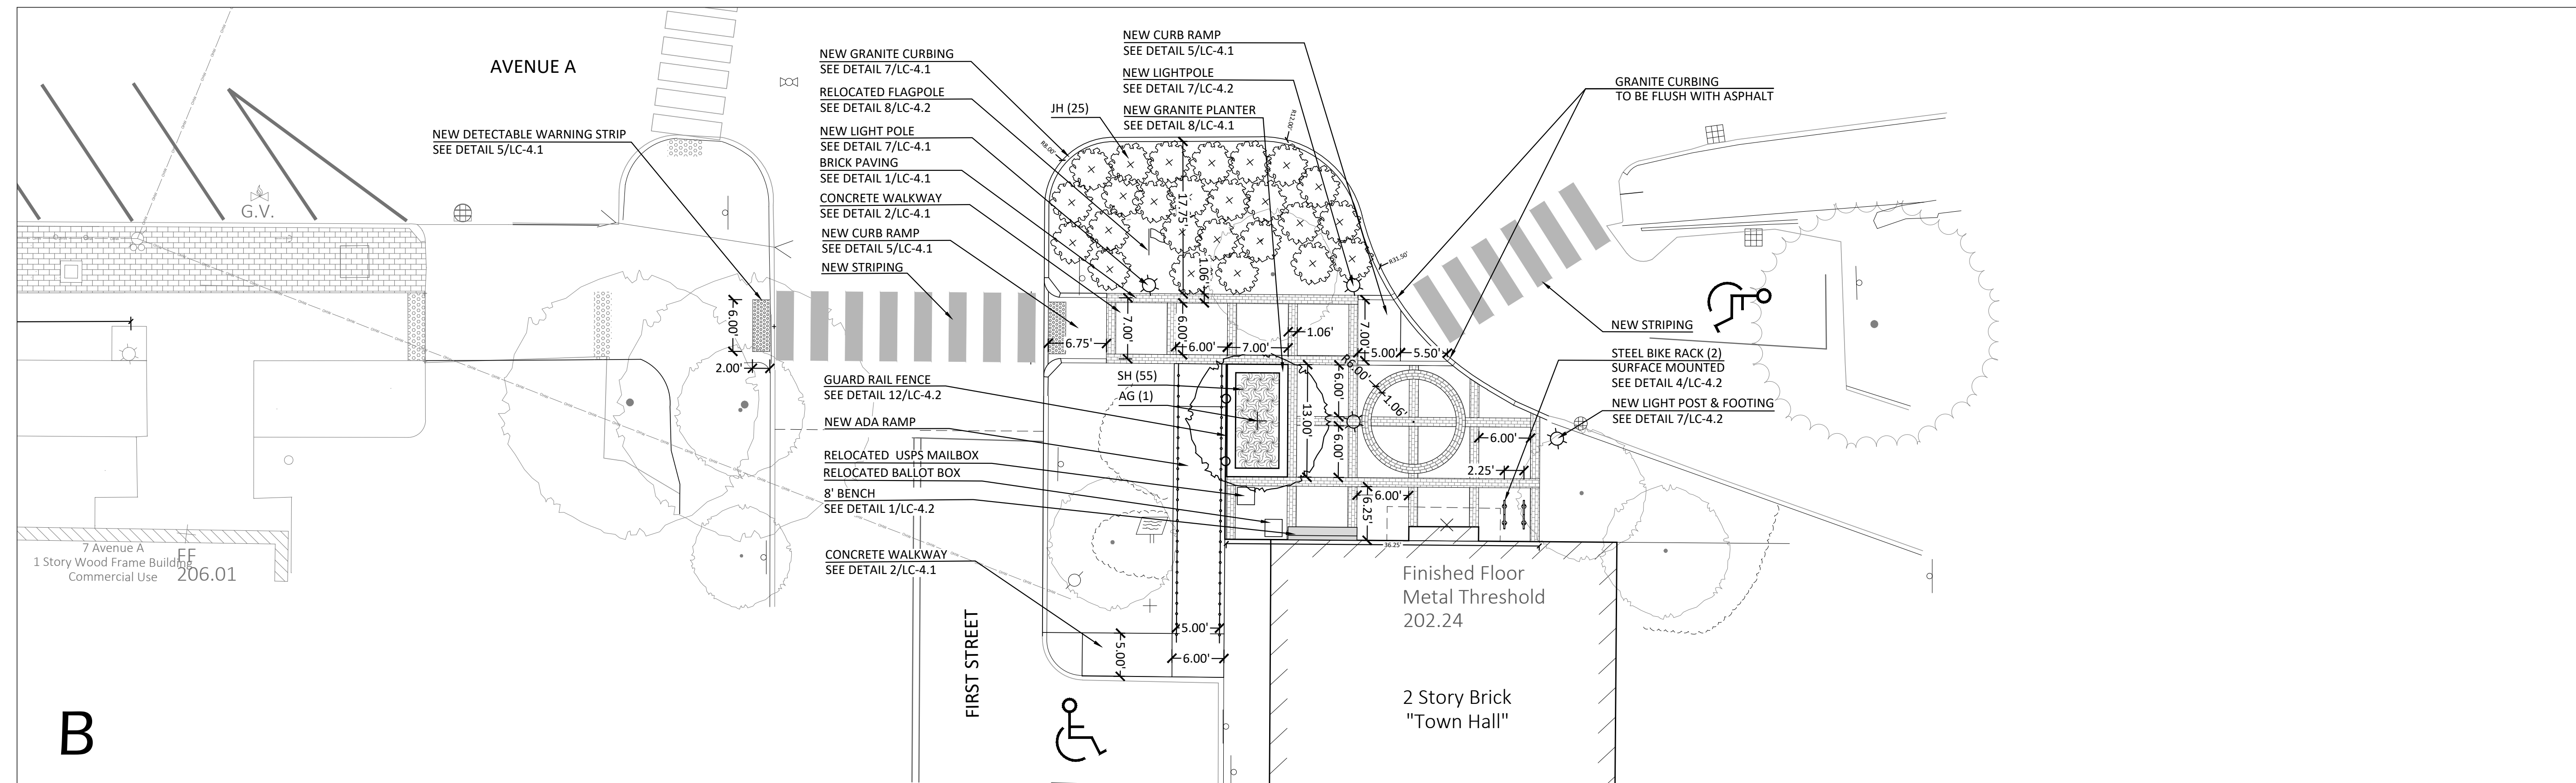 AVENUE A
NEW DETECTABLE WARNING STRIP
SEE DETAIL 5/LC-4.1
G.V.
NEW GRANITE CURBING
SEE DETAIL 7/LC-4.1
RELOCATED FLAGPOLE
SEE DETAIL 8/LC-4.2
NEW LIGHT POLE
SEE DETAIL 7/LC-4.1
BRICK PAVING
SEE DETAIL 1/LC-4.1
CONCRETE WALKWAY
SEE DETAIL 2/LC-4.1
NEW CURB RAMP
SEE DETAIL 5/LC-4.1
NEW STRIPING
NEW CURB RAMP
SEE DETAIL 5/LC-4.1
NEW LIGHTPOLE
SEE DETAIL 7/LC-4.2
NEW GRANITE PLANTER
SEE DETAIL 8/LC-4.1
JH (25)
GRANITE CURBING
TO BE FLUSH WITH ASPHALT
R8.00'
R12.00'
R31.50'
17.75'
1.06'
6.00'
2.00'
6.75'
7.00'
6.00'
6.00'
7.00'
1.06'
7.00'
5.00'
5.50'
NEW STRIPING
STEEL BIKE RACK (2)
SURFACE MOUNTED
SEE DETAIL 4/LC-4.2
NEW LIGHT POST & FOOTING
SEE DETAIL 7/LC-4.2
GUARD RAIL FENCE
SEE DETAIL 12/LC-4.2
NEW ADA RAMP
RELOCATED USPS MAILBOX
RELOCATED BALLOT BOX
8' BENCH
SEE DETAIL 1/LC-4.2
CONCRETE WALKWAY
SEE DETAIL 2/LC-4.1
SH (55)
AG (1)
13.00'
6.00'
6.00'
R6.00'
1.06'
6.00'
2.25'
6.00'
6.25'
36.25'
5.00'
6.00'
5.00'
7 Avenue A
1 Story Wood Frame Building
Commercial Use
FF
206.01
FIRST STREET
Finished Floor
Metal Threshold
202.24
2 Story Brick
"Town Hall"
B